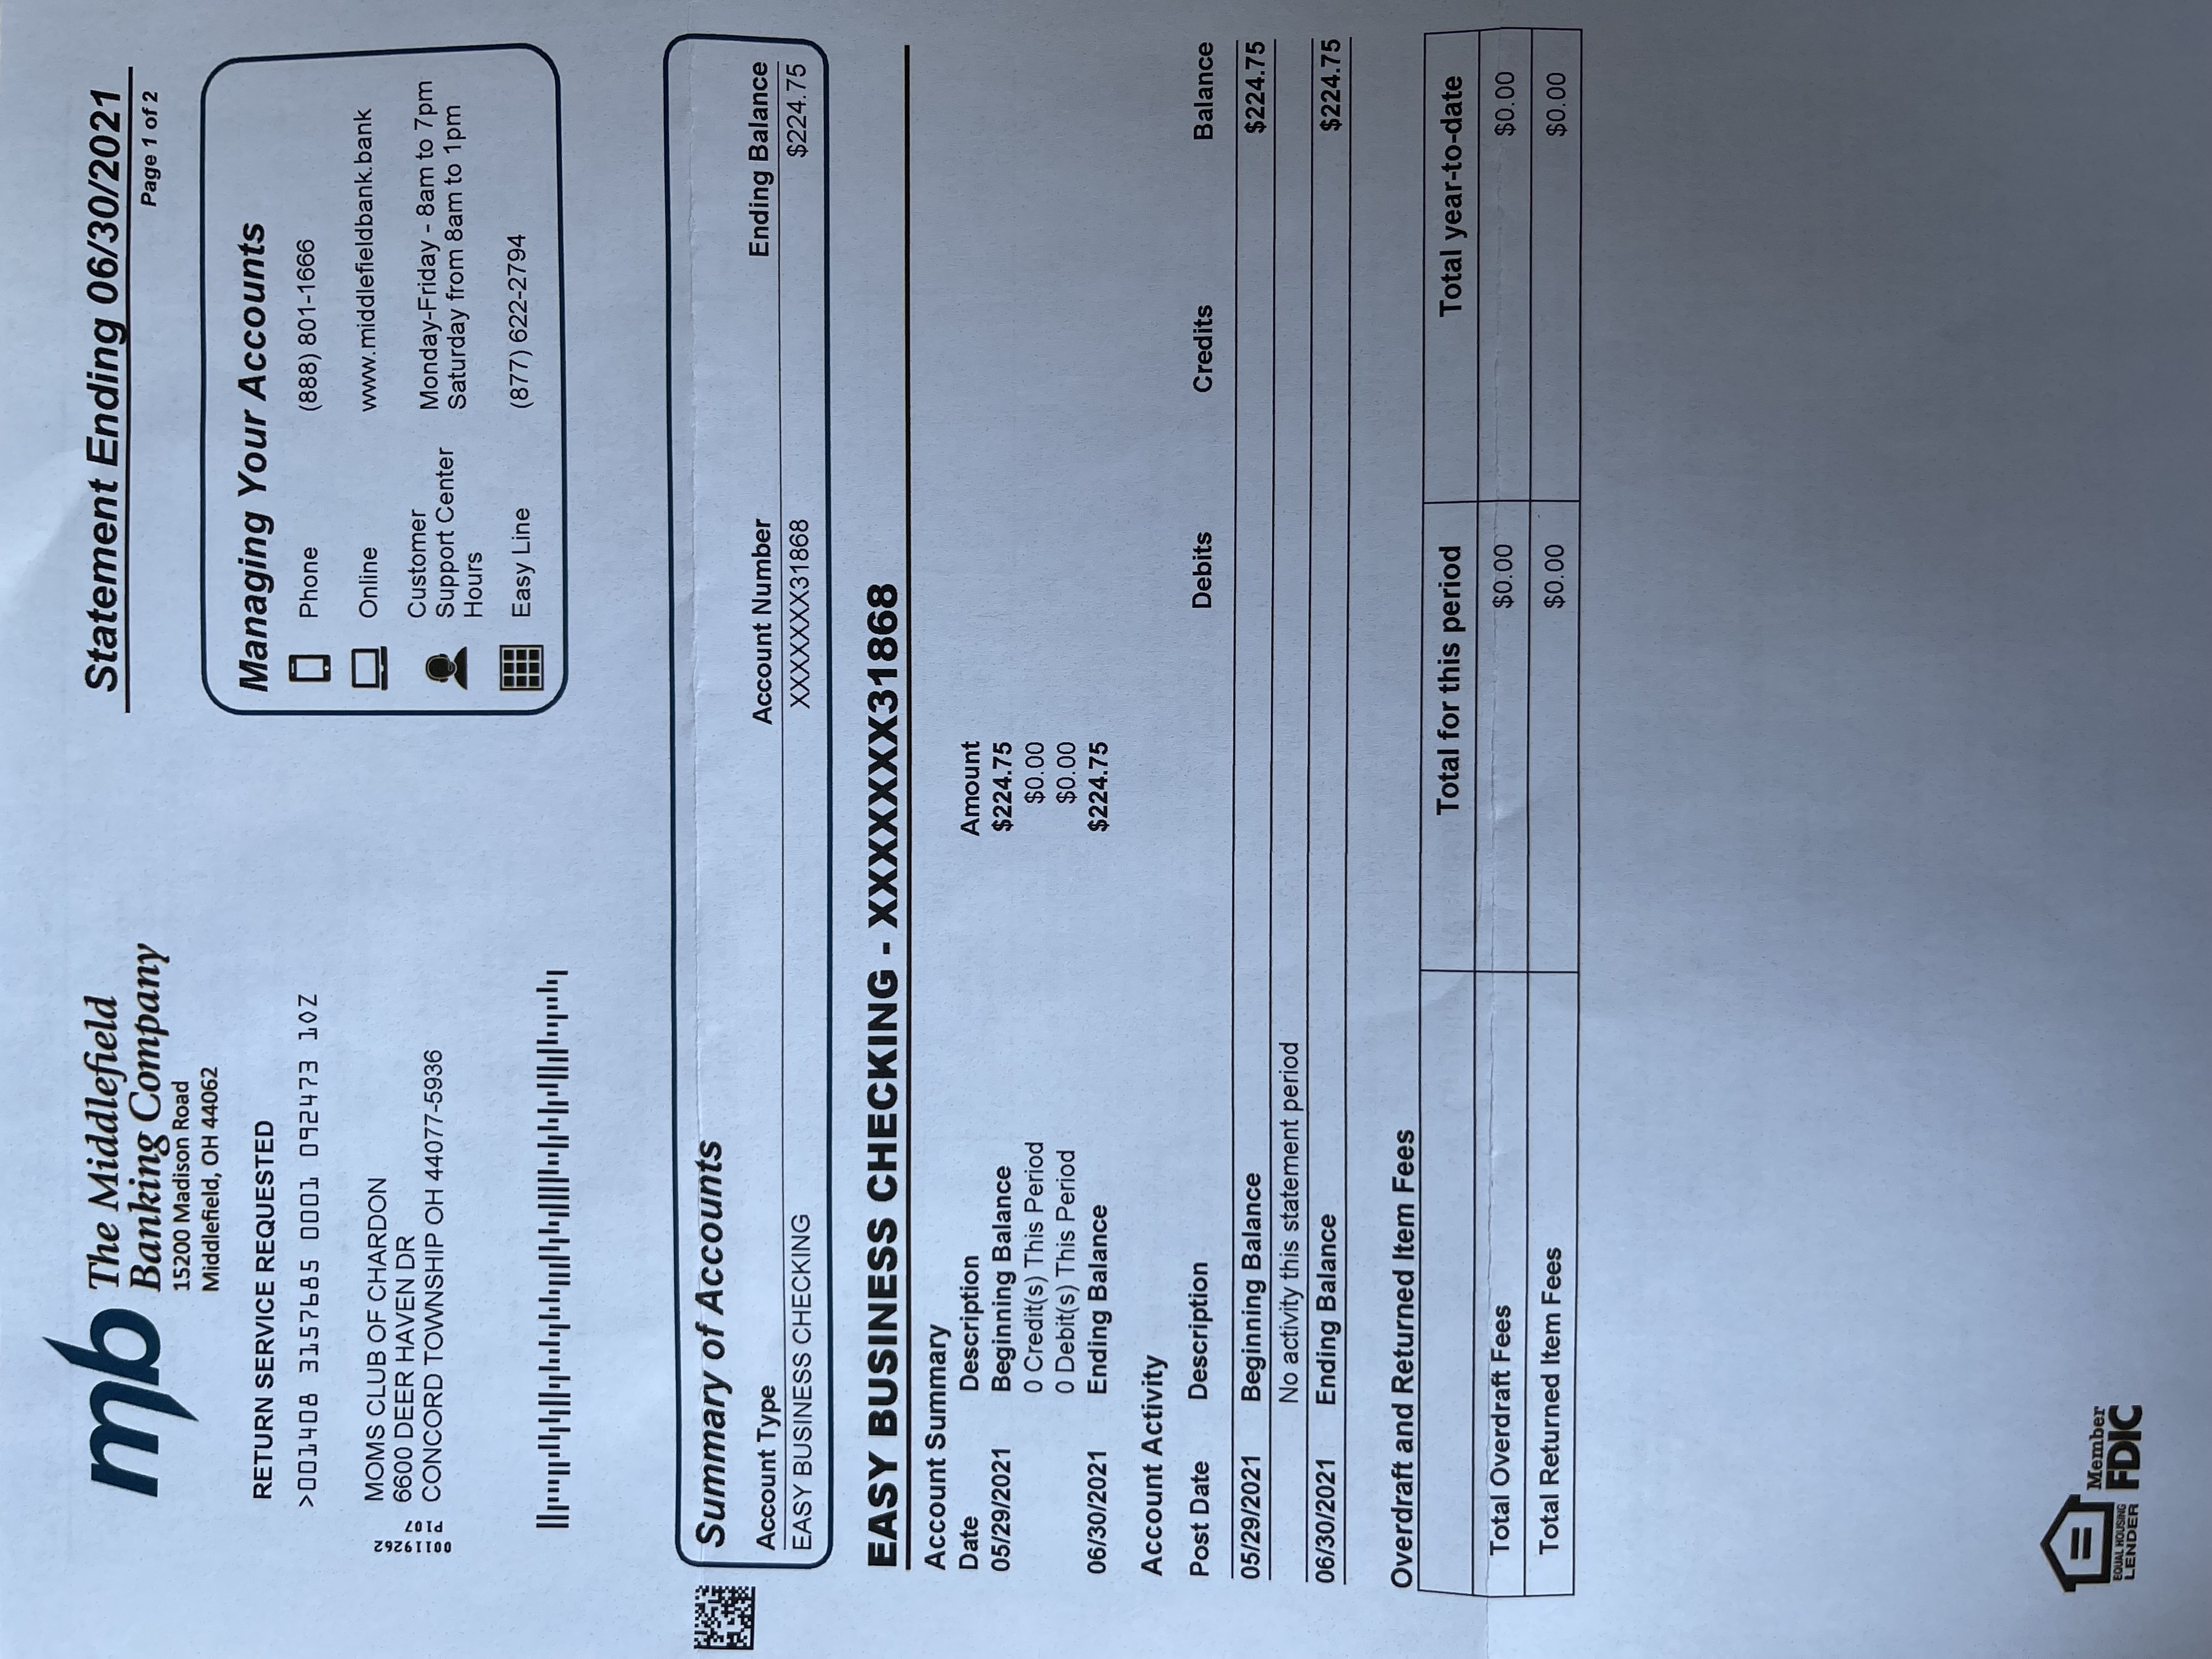 mb The Middlefield
Banking Company
15200 Madison Road
Middlefield, OH 44062
Statement Ending 06/30/2021
Page 1 of 2
RETURN SERVICE REQUESTED
>001408 3157685 0001 092473 10Z
00119262
P107
MOMS CLUB OF CHARDON
6600 DEER HAVEN DR
CONCORD TOWNSHIP OH 44077-5936
Managing Your Accounts
Phone (888) 801-1666
Online www.middlefieldbank.bank
Customer
Support Center
Hours
Monday-Friday - 8am to 7pm
Saturday from 8am to 1pm
Easy Line (877) 622-2794
Summary of Accounts
Account Type Account Number Ending Balance
EASY BUSINESS CHECKING XXXXXXX31868 $224.75
EASY BUSINESS CHECKING - XXXXXXX31868
Account Summary
Date Description Amount
05/29/2021 Beginning Balance $224.75
0 Credit(s) This Period $0.00
0 Debit(s) This Period $0.00
06/30/2021 Ending Balance $224.75
Account Activity
Post Date Description Debits Credits Balance
05/29/2021 Beginning Balance $224.75
No activity this statement period
06/30/2021 Ending Balance $224.75
Overdraft and Returned Item Fees
Total for this period Total year-to-date
Total Overdraft Fees $0.00 $0.00
Total Returned Item Fees $0.00 $0.00
EQUAL HOUSING
LENDER
Member
FDIC